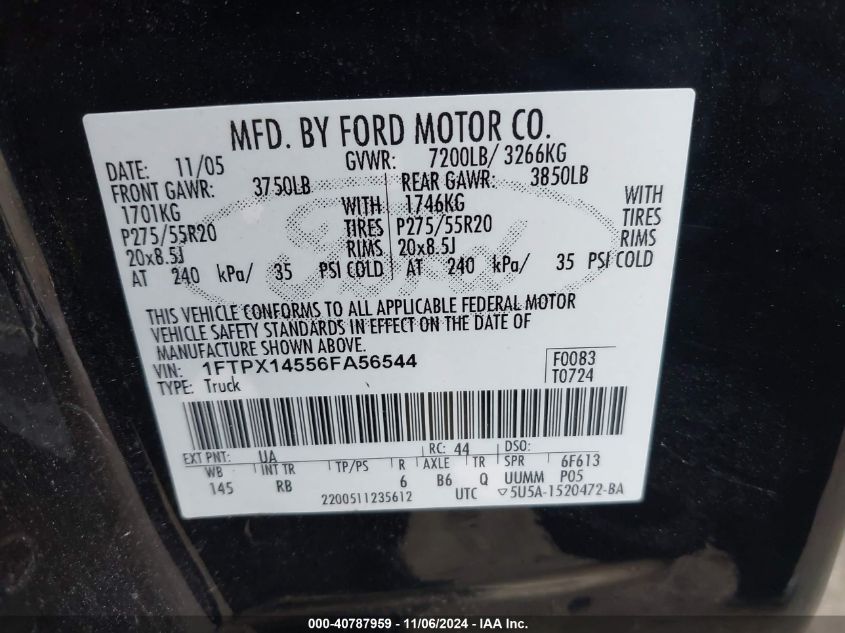 MFD. BY FORD MOTOR CO.
DATE: 11/05 GVWR: 7200LB/ 3266KG
FRONT GAWR: 3750LB REAR GAWR: 3850LB
1701KG WITH 1746KG WITH
P275/55R20 TIRES P275/55R20 TIRES
20x8.5J RIMS 20x8.5J RIMS
AT 240 kPa/ 35 PSI COLD AT 240 kPa/ 35 PSI COLD
Ford
THIS VEHICLE CONFORMS TO ALL APPLICABLE FEDERAL MOTOR
VEHICLE SAFETY STANDARDS IN EFFECT ON THE DATE OF
MANUFACTURE SHOWN ABOVE.
VIN: 1FTPX14556FA56544 F0083
TYPE: Truck T0724
EXT PNT: UA RC: 44 DSO:
WB INT TR TP/PS R AXLE TR SPR 6F613
145 RB 6 B6 Q UUMM P05
2200511235612 UTC ▽5U5A-1520472-BA
000-40787959 - 11/06/2024 - IAA Inc.